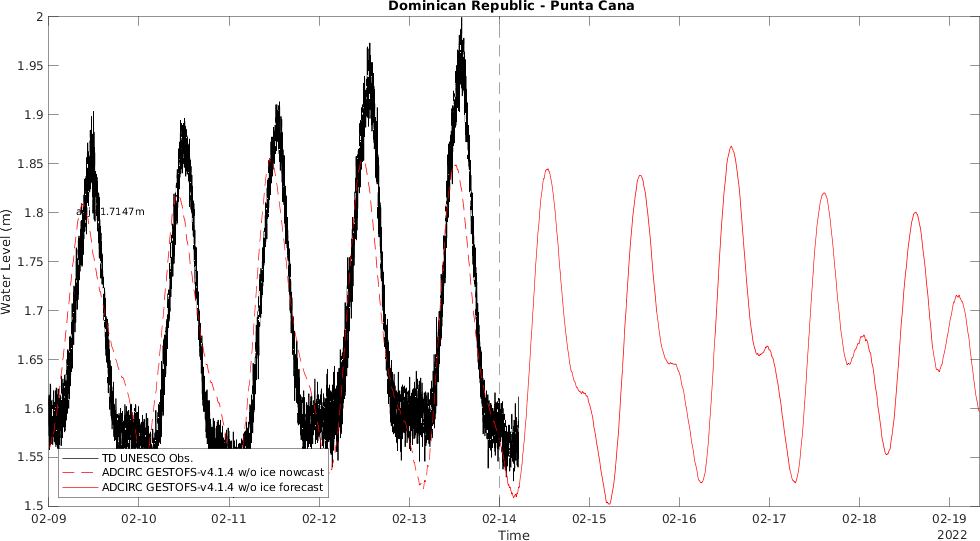 Dominican Republic - Punta Cana
2
1.95
1.9
1.85
1.8
1.75
1.7
1.65
1.6
1.55
1.5
Water Level (m)
1.7147m
TD UNESCO Obs.
ADCIRC GESTOFS-v4.1.4 w/o ice nowcast
ADCIRC GESTOFS-v4.1.4 w/o ice forecast
02-09 02-10 02-11 02-12 02-13 02-14 02-15 02-16 02-17 02-18 02-19
Time
2022